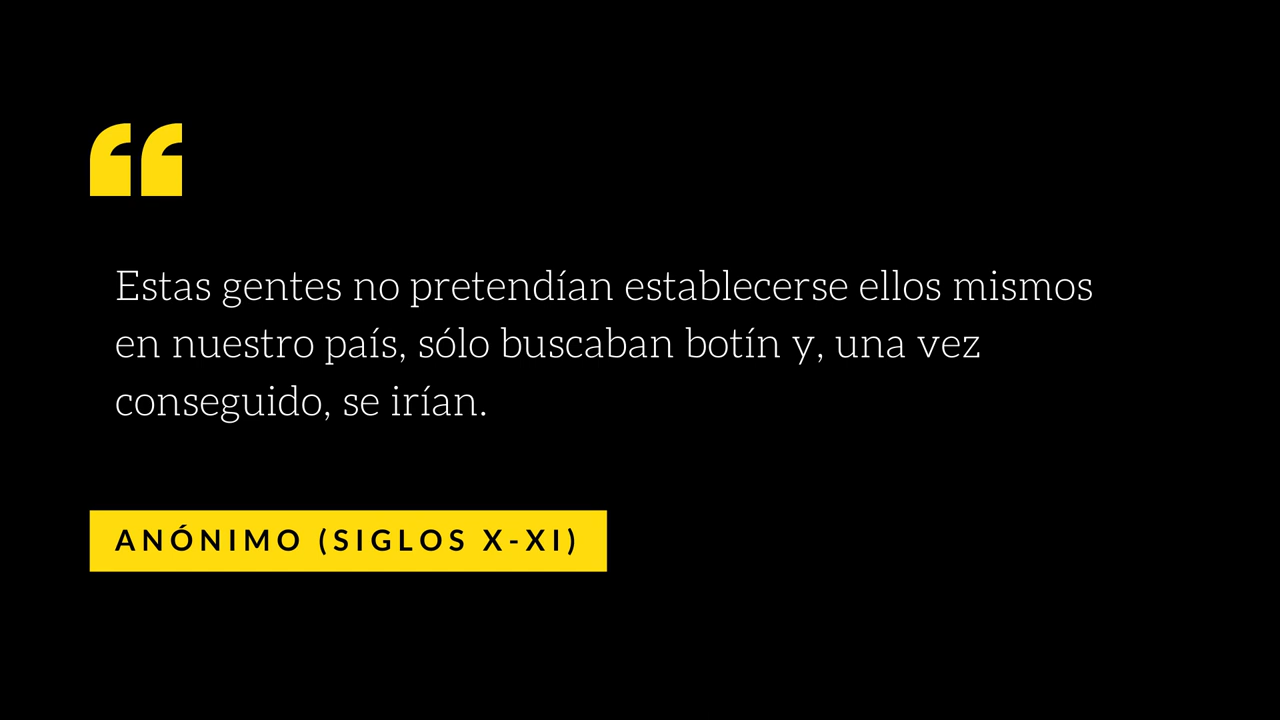 “
Estas gentes no pretendían establecerse ellos mismos
en nuestro país, sólo buscaban botín y, una vez
conseguido, se irían.
ANÓNIMO (SIGLOS X-XI)